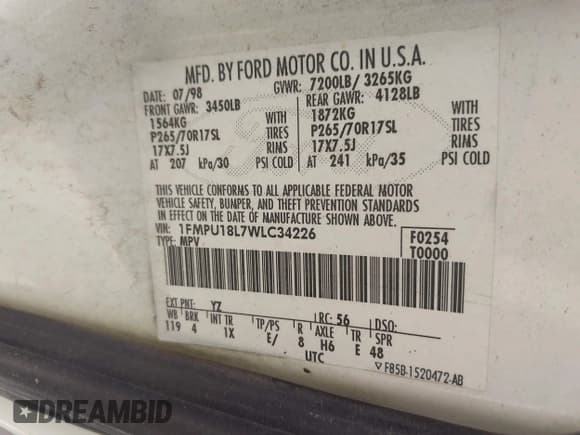 MFD. BY FORD MOTOR CO. IN U.S.A.
DATE: 07/98 GVWR: 7200LB/ 3265KG
FRONT GAWR: 3450LB REAR GAWR: 4128LB
1564KG WITH 1872KG WITH
P265/70R17SL TIRES P265/70R17SL TIRES
17X7.5J RIMS 17X7.5J RIMS
AT 207 kPa/30 PSI COLD AT 241 kPa/35 PSI COLD
THIS VEHICLE CONFORMS TO ALL APPLICABLE FEDERAL MOTOR
VEHICLE SAFETY, BUMPER, AND THEFT PREVENTION STANDARDS
IN EFFECT ON THE DATE OF MANUFACTURE SHOWN ABOVE.
VIN: 1FMPU18L7WLC34226 F0254
TYPE: MPV T0000
EXT PNT: YZ RC: 56 DSO:
WB BRK INT TR TP/PS R AXLE TR SPR
119 4 1X E/ 8 H6 E 48
UTC
F85B-1520472-AB
DREAMBID